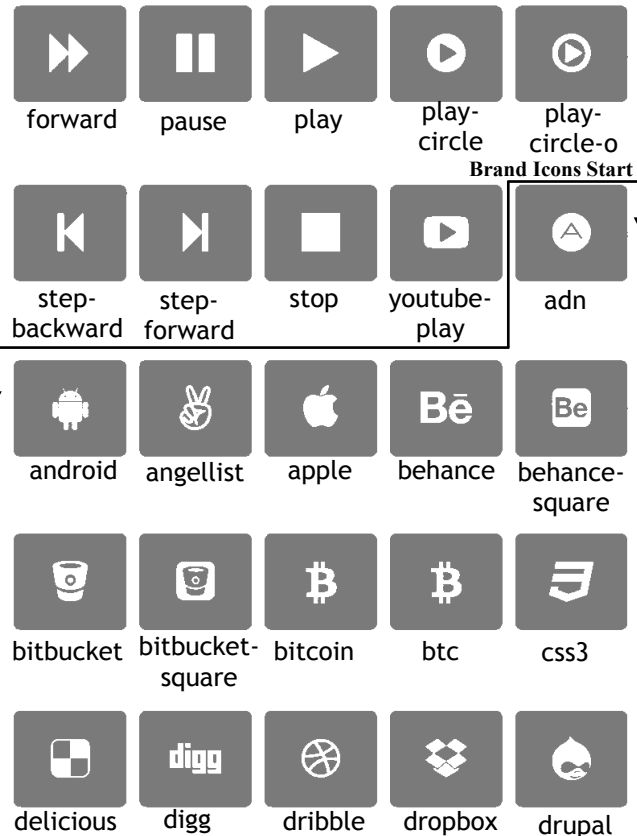 forward pause play play-circle play-circle-o
Brand Icons Start
step-backward step-forward stop youtube-play adn
android angellist apple behance behance-square
Bē Be
bitbucket bitbucket-square bitcoin btc css3
digg
delicious digg dribble dropbox drupal